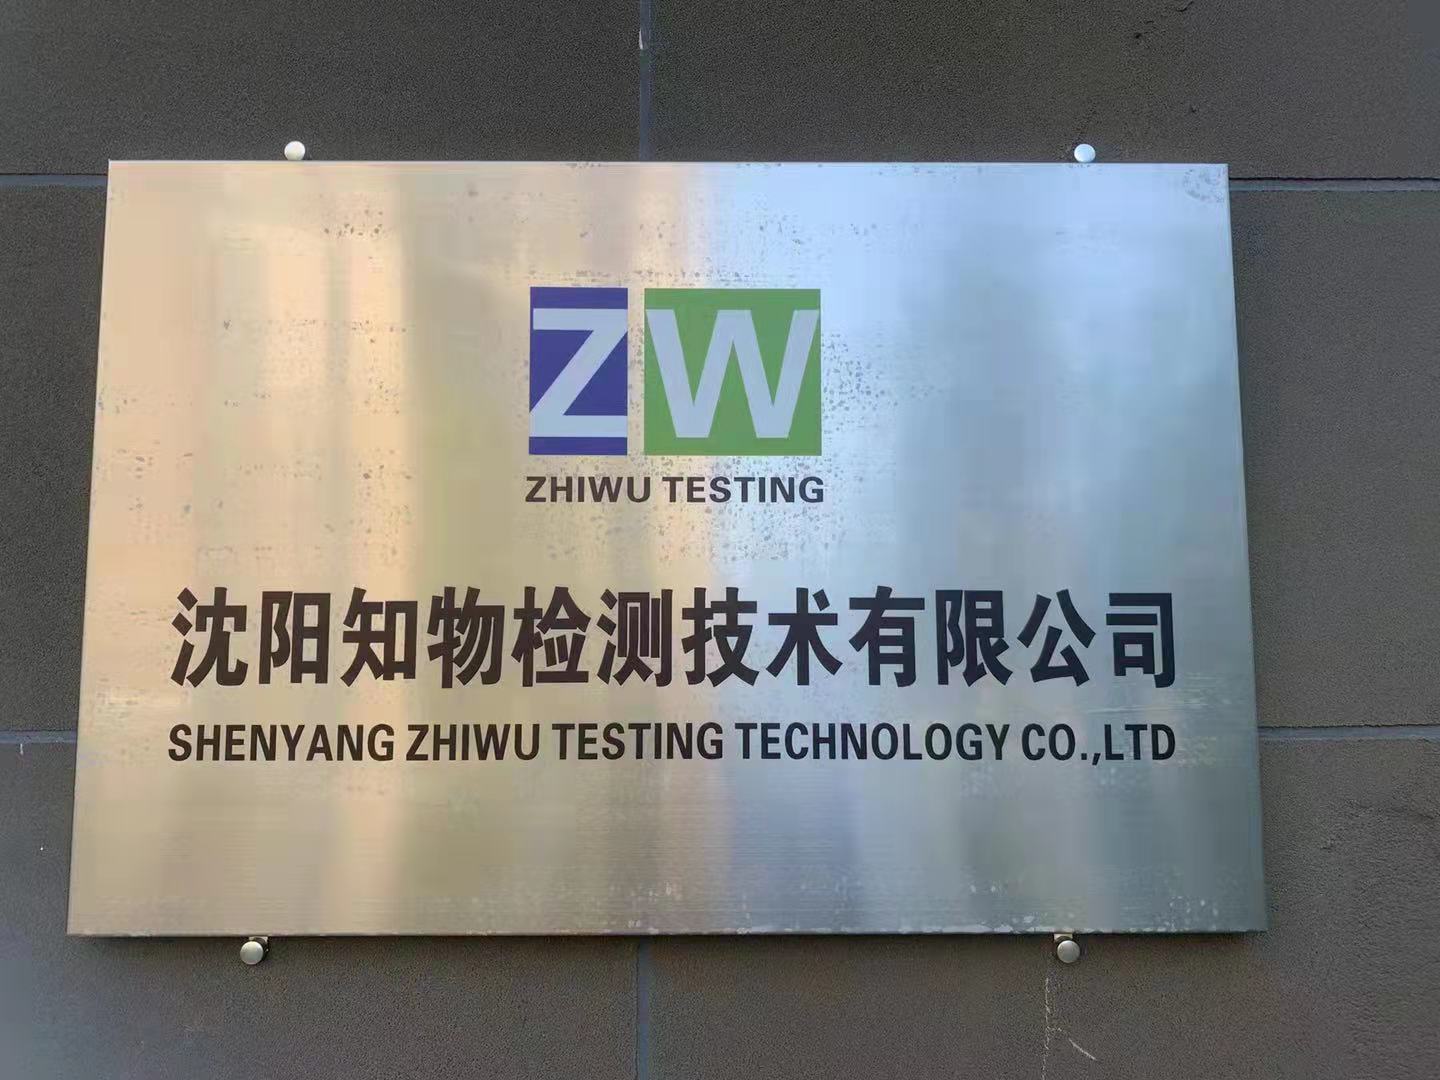 ZW
ZHIWU TESTING
沈阳知物检测技术有限公司
SHENYANG ZHIWU TESTING TECHNOLOGY CO.,LTD